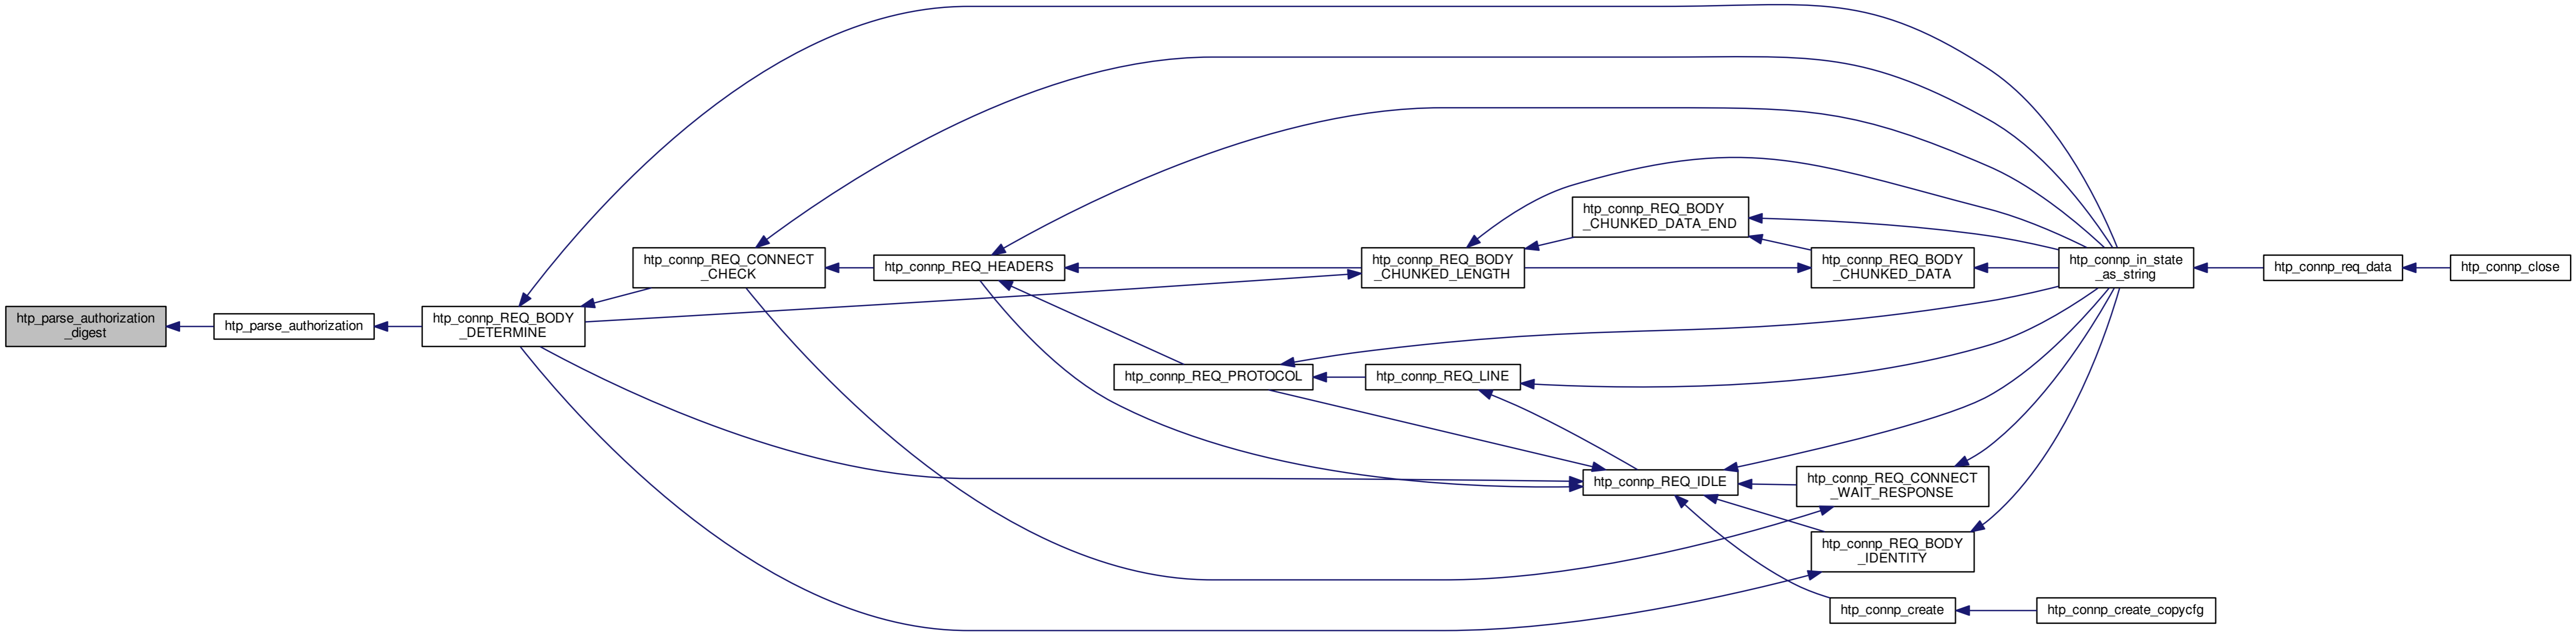 htp_parse_authorization
_digest
htp_parse_authorization
htp_connp_REQ_BODY
_DETERMINE
htp_connp_REQ_CONNECT
_CHECK
htp_connp_REQ_HEADERS
htp_connp_REQ_BODY
_CHUNKED_LENGTH
htp_connp_REQ_BODY
_CHUNKED_DATA_END
htp_connp_REQ_BODY
_CHUNKED_DATA
htp_connp_in_state
_as_string
htp_connp_req_data
htp_connp_close
htp_connp_REQ_PROTOCOL
htp_connp_REQ_LINE
htp_connp_REQ_IDLE
htp_connp_REQ_CONNECT
_WAIT_RESPONSE
htp_connp_REQ_BODY
_IDENTITY
htp_connp_create
htp_connp_create_copycfg